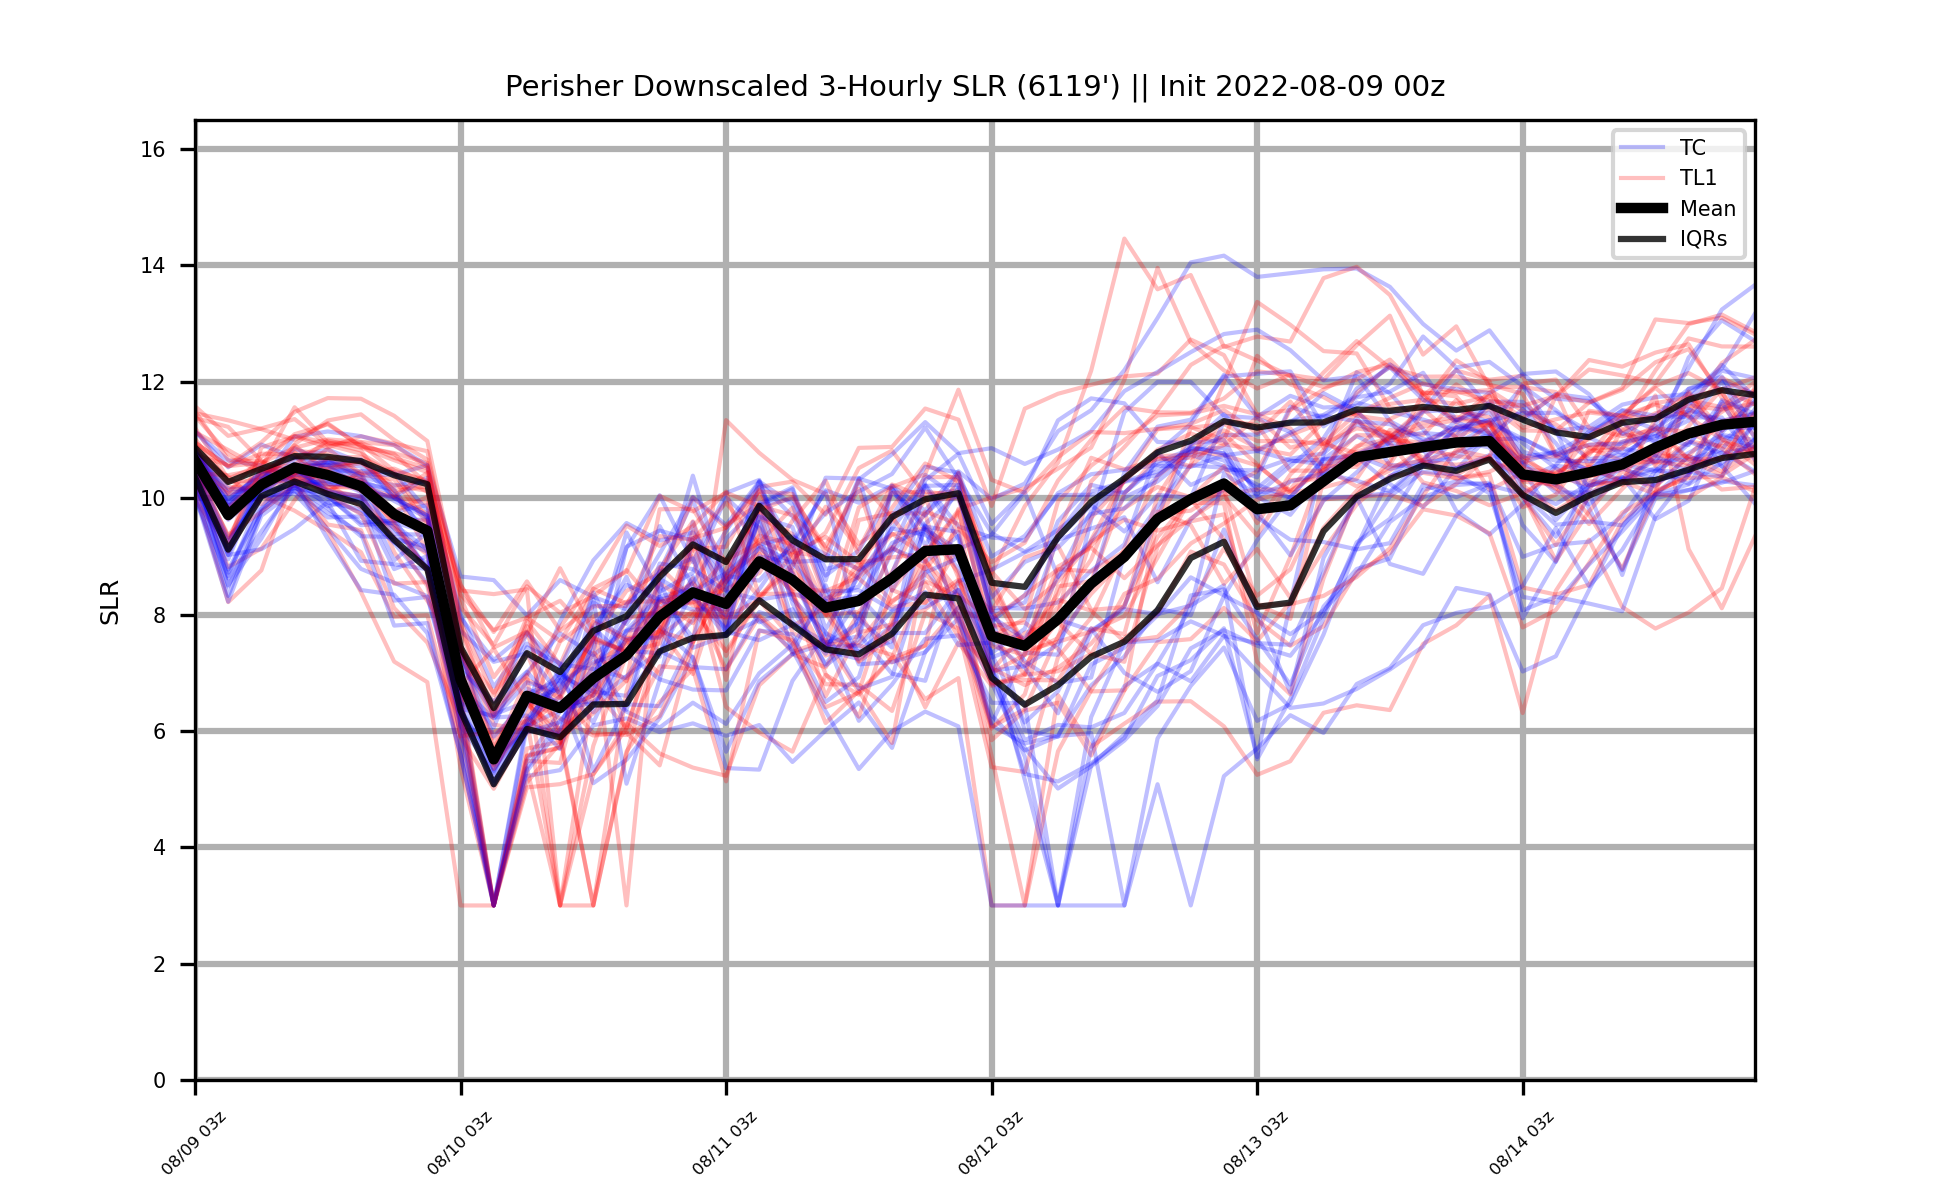 Perisher Downscaled 3-Hourly SLR (6119') || Init 2022-08-09 00z
TC
TL1
Mean
IQRs
SLR
16
14
12
10
8
6
4
2
0
08/09 03z
08/10 03z
08/11 03z
08/12 03z
08/13 03z
08/14 03z